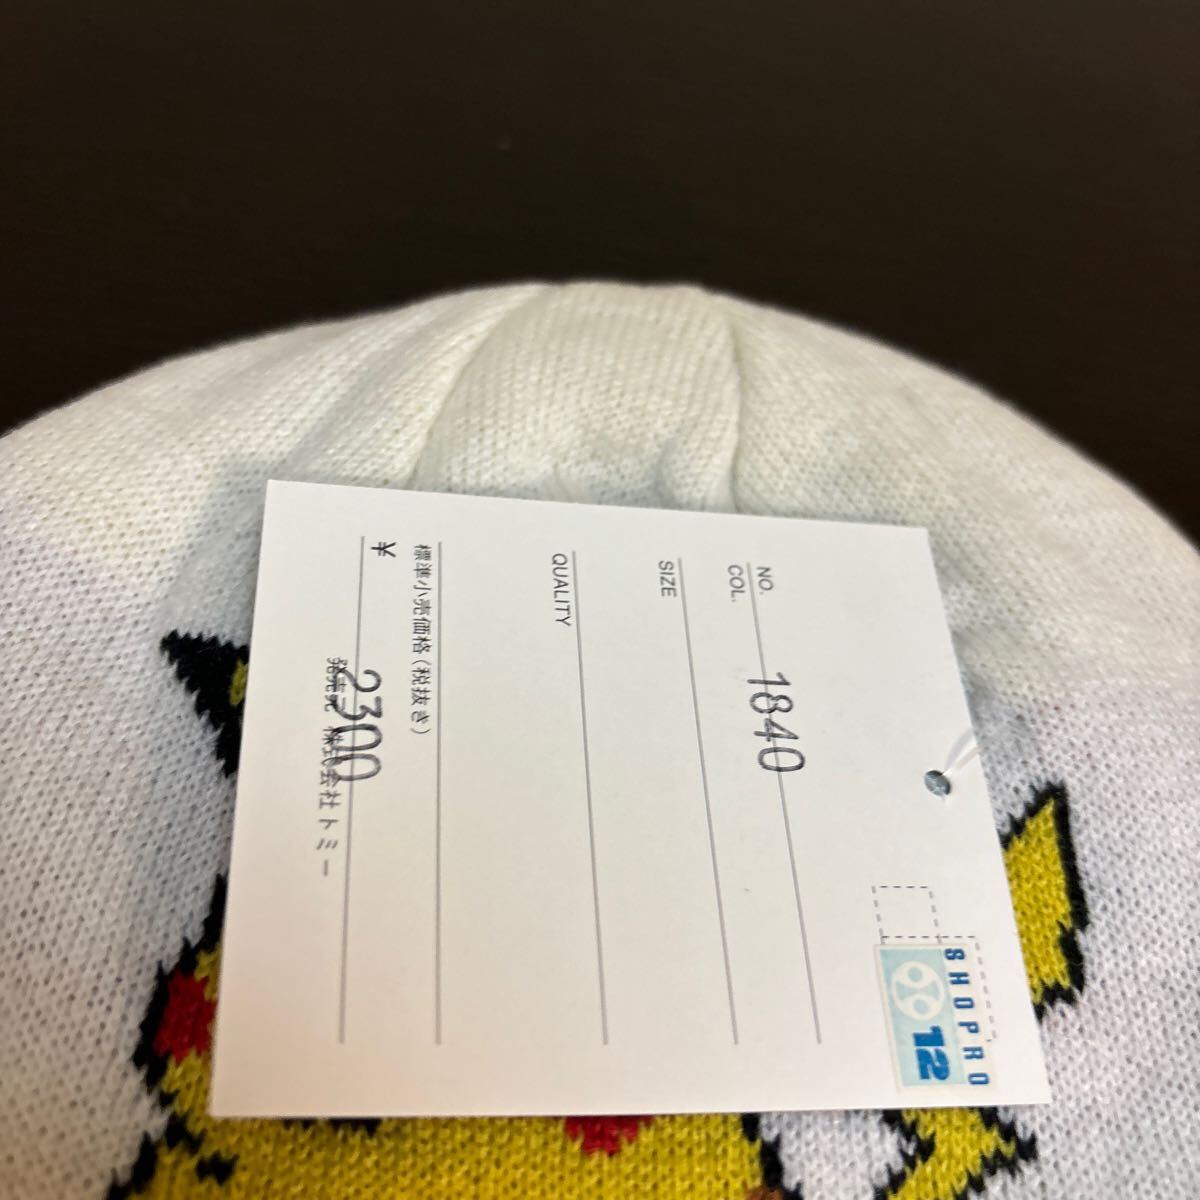 NO. 1840
COL.
SIZE
QUALITY
標準小売価格(税抜き)
¥ 2300
発売元 株式会社トミー
SHOPRO
12